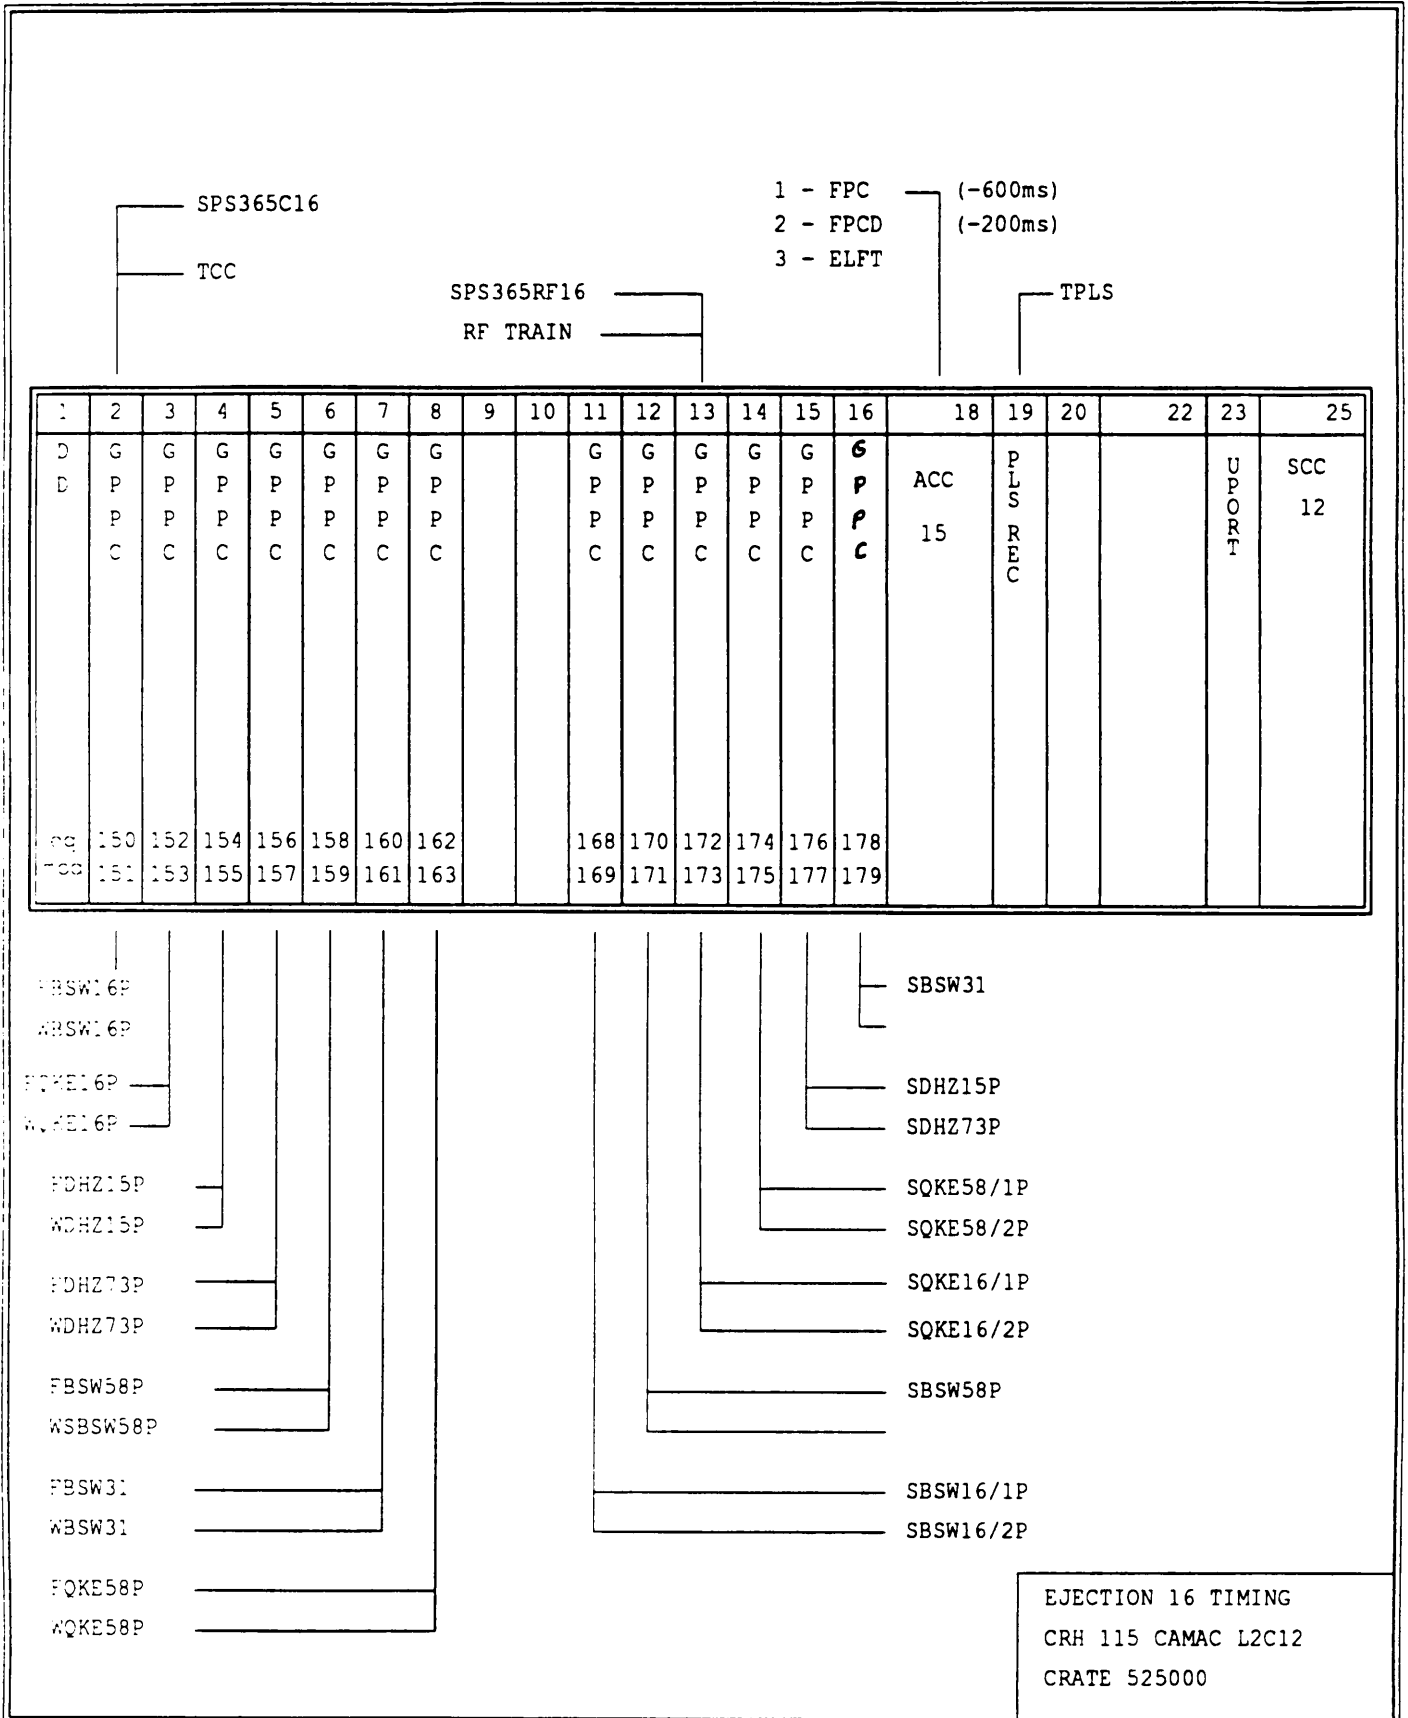 1 - FPC (-600ms)
SPS365C16
2 - FPCD (-200ms)
3 - ELFT
TCC
SPS365RF16
TPLS
RF TRAIN
1 2 3 4 5 6 7 8 9 10 11 12 13 14 15 16 18 19 20 22 23 25
D D
G P P C
G P P C
G P P C
G P P C
G P P C
G P P C
G P P C
G P P C
G P P C
G P P C
G P P C
G P P C
G P P C
ACC
15
PLS REC
UPORT
SCC
12
150 152 154 156 158 160 162 168 170 172 174 176 178
151 153 155 157 159 161 163 169 171 173 175 177 179
SBSW31
WBSW16P
SDHZ15P
SDHZ73P
FDHZ15P
SQKE58/1P
WDHZ15P
SQKE58/2P
FDHZ73P
SQKE16/1P
WDHZ73P
SQKE16/2P
FBSW58P
SBSW58P
WSBSW58P
FBSW31
SBSW16/1P
WBSW31
SBSW16/2P
FQKE58P
WQKE58P
EJECTION 16 TIMING
CRH 115 CAMAC L2C12
CRATE 525000